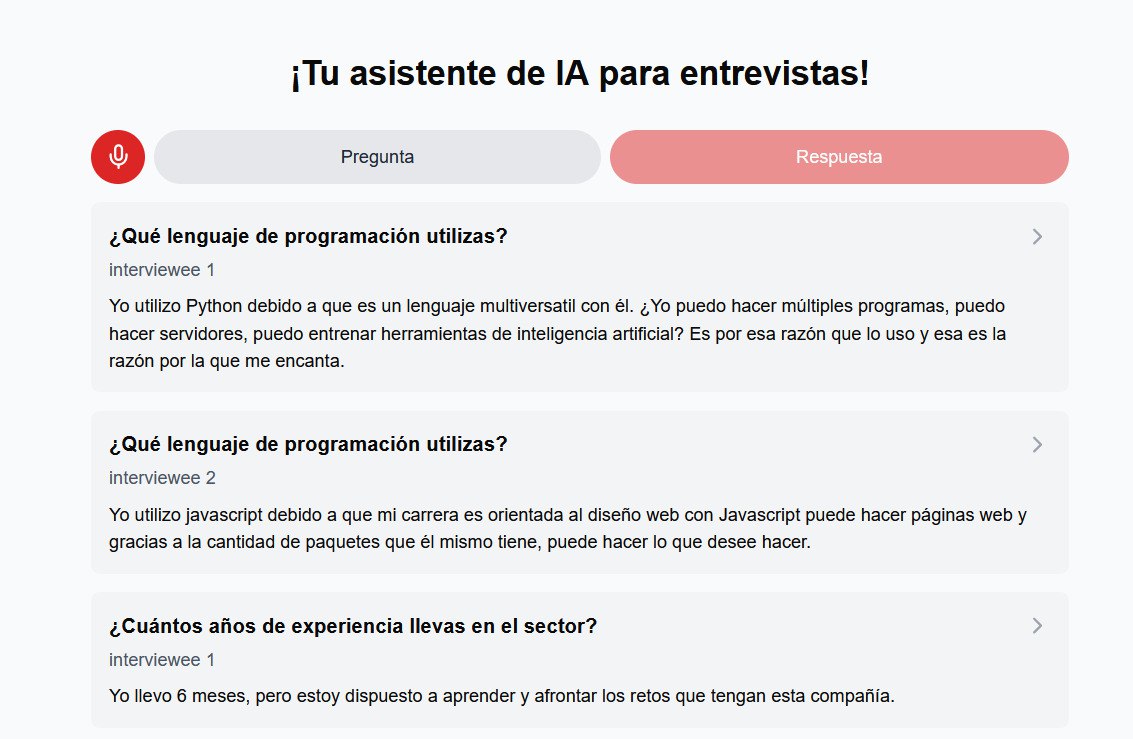 ¡Tu asistente de IA para entrevistas!
Pregunta
Respuesta
¿Qué lenguaje de programación utilizas?
interviewee 1
Yo utilizo Python debido a que es un lenguaje multiversatil con él. ¿Yo puedo hacer múltiples programas, puedo
hacer servidores, puedo entrenar herramientas de inteligencia artificial? Es por esa razón que lo uso y esa es la
razón por la que me encanta.
¿Qué lenguaje de programación utilizas?
interviewee 2
Yo utilizo javascript debido a que mi carrera es orientada al diseño web con Javascript puede hacer páginas web y
gracias a la cantidad de paquetes que él mismo tiene, puede hacer lo que desee hacer.
¿Cuántos años de experiencia llevas en el sector?
interviewee 1
Yo llevo 6 meses, pero estoy dispuesto a aprender y afrontar los retos que tengan esta compañía.